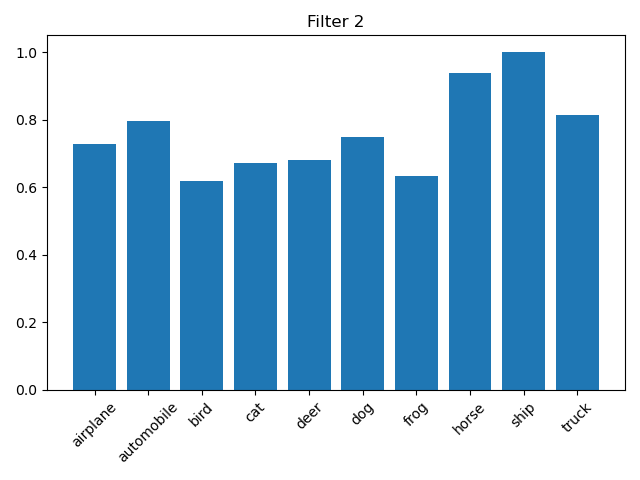 Filter 2
1.0
0.8
0.6
0.4
0.2
0.0
airplane
automobile
bird
cat
deer
dog
frog
horse
ship
truck